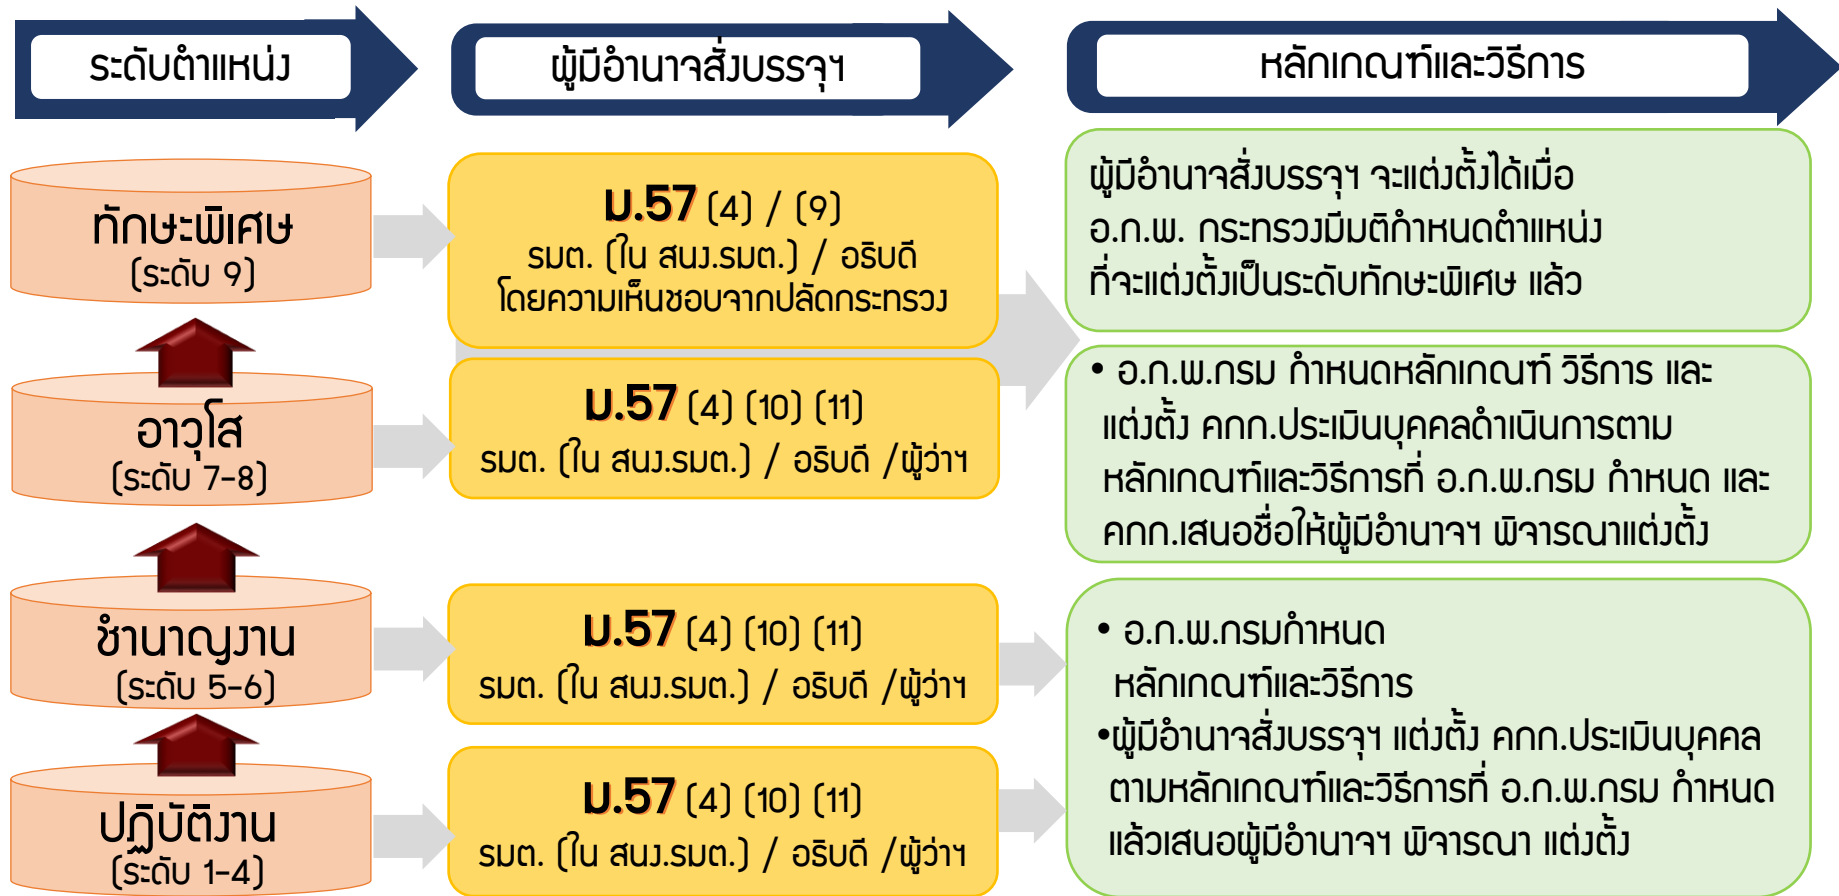 ระดับตำแหน่ง
ผู้มีอำนาจสั่งบรรจุฯ
หลักเกณฑ์และวิธีการ
ทักษะพิเศษ
(ระดับ 9)
ม.57 (4) / (9)
รมต. (ใน สนง.รมต.) / อธิบดี
โดยความเห็นชอบจากปลัดกระทรวง
ผู้มีอำนาจสั่งบรรจุฯ จะแต่งตั้งได้เมื่อ
อ.ก.พ. กระทรวงมีมติกำหนดตำแหน่ง
ที่จะแต่งตั้งเป็นระดับทักษะพิเศษ แล้ว
อาวุโส
(ระดับ 7-8)
ม.57 (4) (10) (11)
รมต. (ใน สนง.รมต.) / อธิบดี /ผู้ว่าฯ
• อ.ก.พ.กรม กำหนดหลักเกณฑ์ วิธีการ และ
แต่งตั้ง คกก.ประเมินบุคคลดำเนินการตาม
หลักเกณฑ์และวิธีการที่ อ.ก.พ.กรม กำหนด และ
คกก.เสนอชื่อให้ผู้มีอำนาจฯ พิจารณาแต่งตั้ง
ชำนาญงาน
(ระดับ 5-6)
ม.57 (4) (10) (11)
รมต. (ใน สนง.รมต.) / อธิบดี /ผู้ว่าฯ
ปฏิบัติงาน
(ระดับ 1-4)
ม.57 (4) (10) (11)
รมต. (ใน สนง.รมต.) / อธิบดี /ผู้ว่าฯ
• อ.ก.พ.กรมกำหนด
หลักเกณฑ์และวิธีการ
•ผู้มีอำนาจสั่งบรรจุฯ แต่งตั้ง คกก.ประเมินบุคคล
ตามหลักเกณฑ์และวิธีการที่ อ.ก.พ.กรม กำหนด
แล้วเสนอผู้มีอำนาจฯ พิจารณา แต่งตั้ง